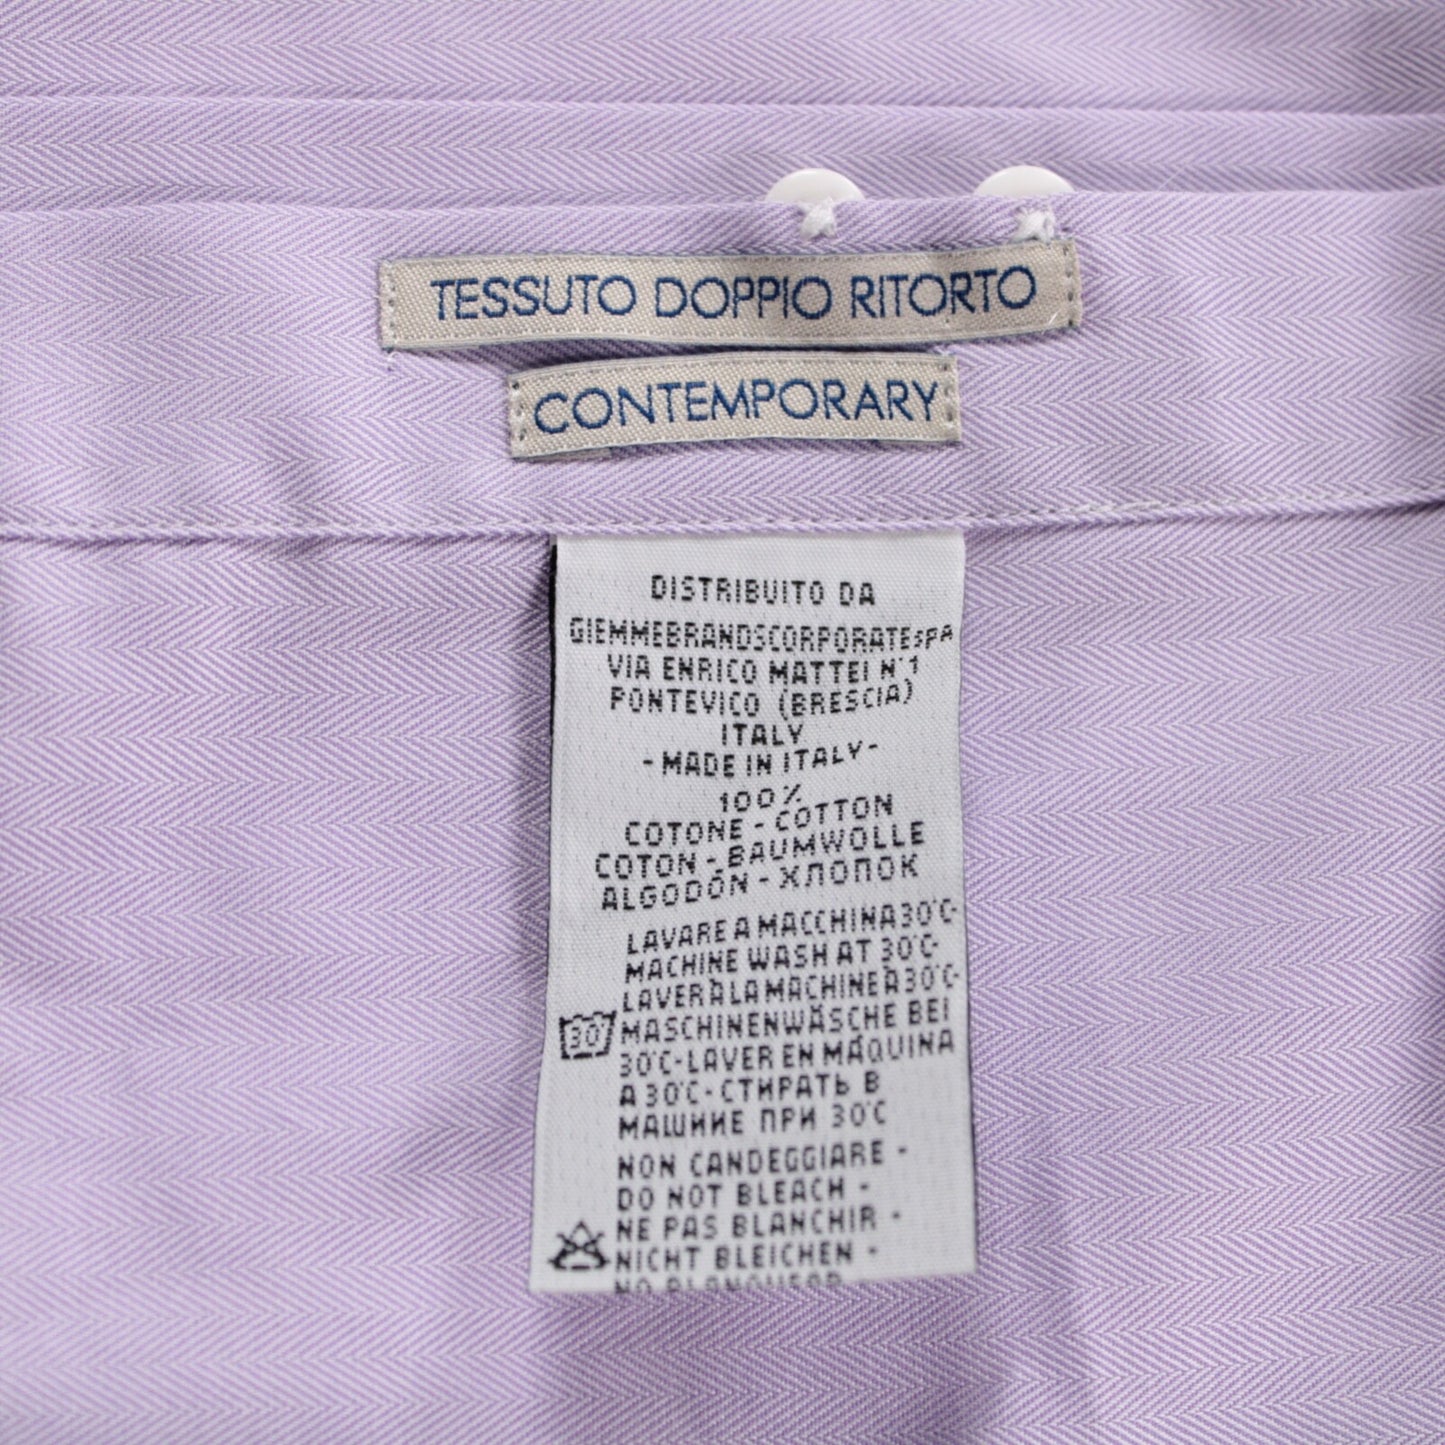 TESSUTO DOPPIO RITORTO
CONTEMPORARY
DISTRIBUITO DA
GIEMMEBRANDSCORPORATESPA
VIA ENRICO MATTEI N°1
PONTEVICO (BRESCIA)
ITALY
-MADE IN ITALY-
100%
COTONE - COTTON
COTON - BAUMWOLLE
ALGODÓN - ХЛОПОК
LAVARE A MACCHINA 30°C-
MACHINE WASH AT 30°C-
LAVER À LA MACHINE À 30°C-
30° MASCHINENWÄSCHE BEI
30°C-LAVER EN MÁQUINA
A 30°C-СТИРАТЬ В
МАШИНЕ ПРИ 30°C
NON CANDEGGIARE -
DO NOT BLEACH -
NE PAS BLANCHIR -
NICHT BLEICHEN -
NO BLANQUEAR